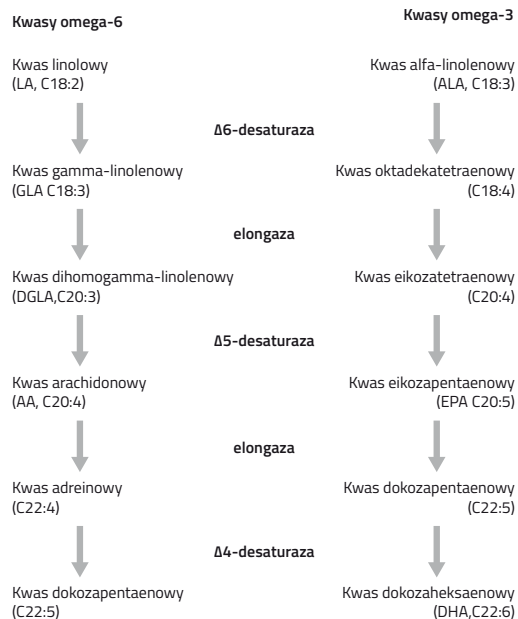 Kwasy omega-6
Kwasy omega-3
Kwas linolowy
(LA, C18:2)
Kwas alfa-linolenowy
(ALA, C18:3)
Δ6-desaturaza
Kwas gamma-linolenowy
(GLA C18:3)
Kwas oktadekatetraenowy
(C18:4)
elongaza
Kwas dihomogamma-linolenowy
(DGLA,C20:3)
Kwas eikozatetraenowy
(C20:4)
Δ5-desaturaza
Kwas arachidonowy
(AA, C20:4)
Kwas eikozapentaenowy
(EPA C20:5)
elongaza
Kwas adreinowy
(C22:4)
Kwas dokozapentaenowy
(C22:5)
Δ4-desaturaza
Kwas dokozapentaenowy
(C22:5)
Kwas dokozaheksaenowy
(DHA,C22:6)